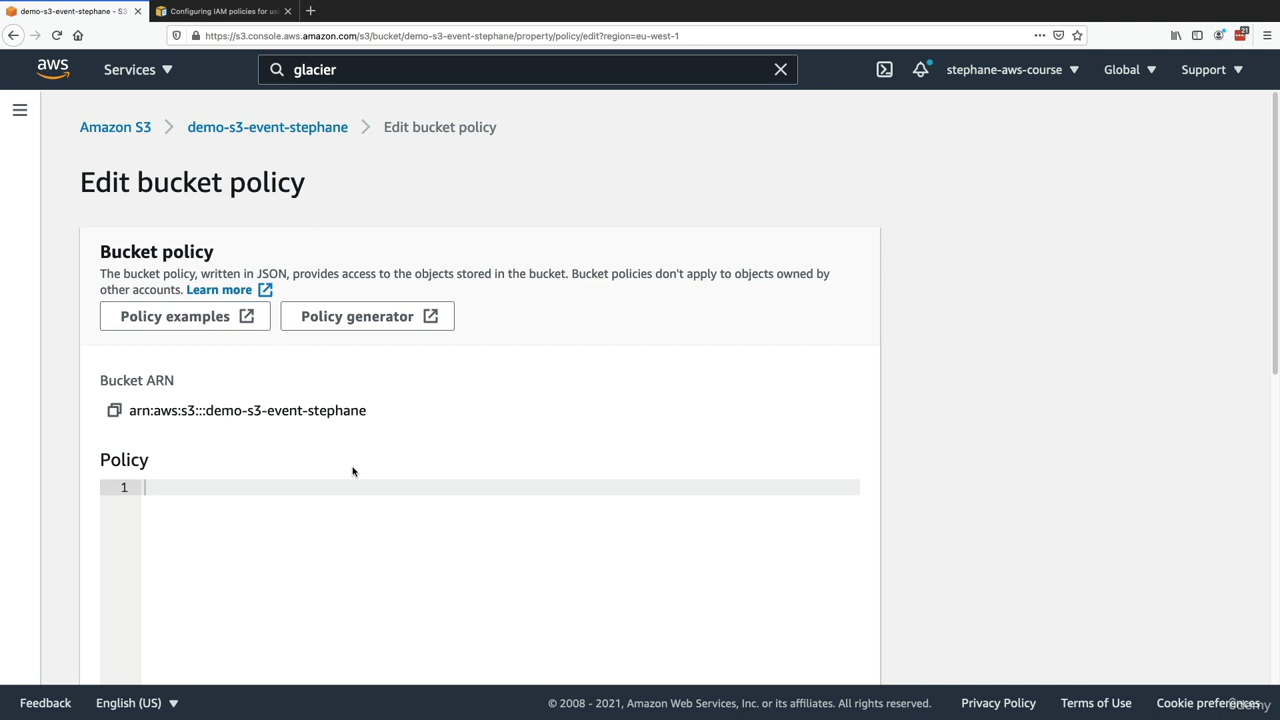 demo-s3-event-stephane - S3
Configuring IAM policies for us
https://s3.console.aws.amazon.com/s3/bucket/demo-s3-event-stephane/property/policy/edit?region=eu-west-1
21
aws
Services
glacier
stephane-aws-course
Global
Support
Amazon S3
demo-s3-event-stephane
Edit bucket policy
Edit bucket policy
Bucket policy
The bucket policy, written in JSON, provides access to the objects stored in the bucket. Bucket policies don't apply to objects owned by
other accounts. Learn more
Policy examples
Policy generator
Bucket ARN
arn:aws:s3:::demo-s3-event-stephane
Policy
1
Feedback
English (US)
© 2008 - 2021, Amazon Web Services, Inc. or its affiliates. All rights reserved.
Privacy Policy
Terms of Use
Cookie preferences
Udemy